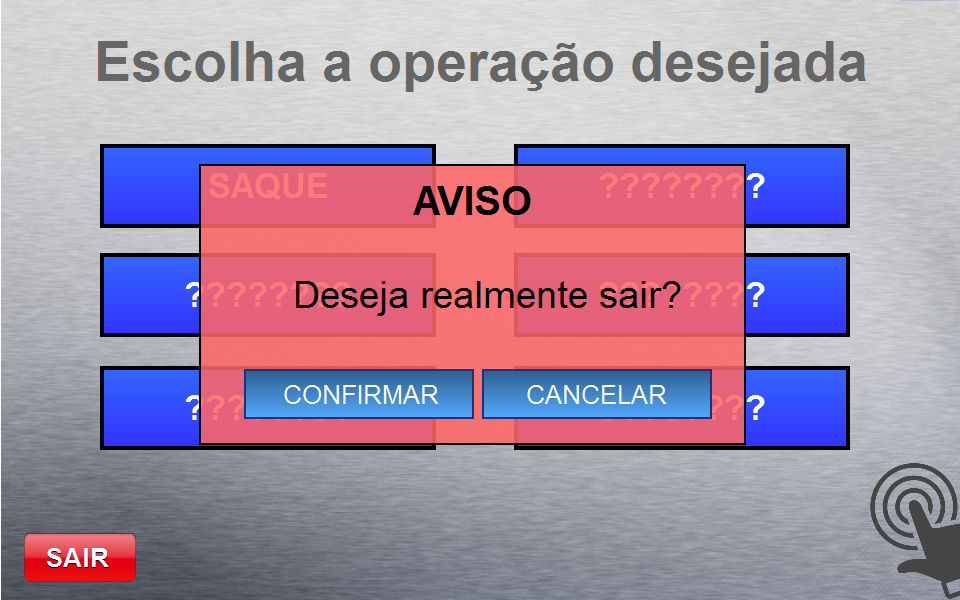 Escolha a operação desejada
SAQUE
????????
AVISO
????????
Deseja realmente sair?
????????
CONFIRMAR
CANCELAR
SAIR